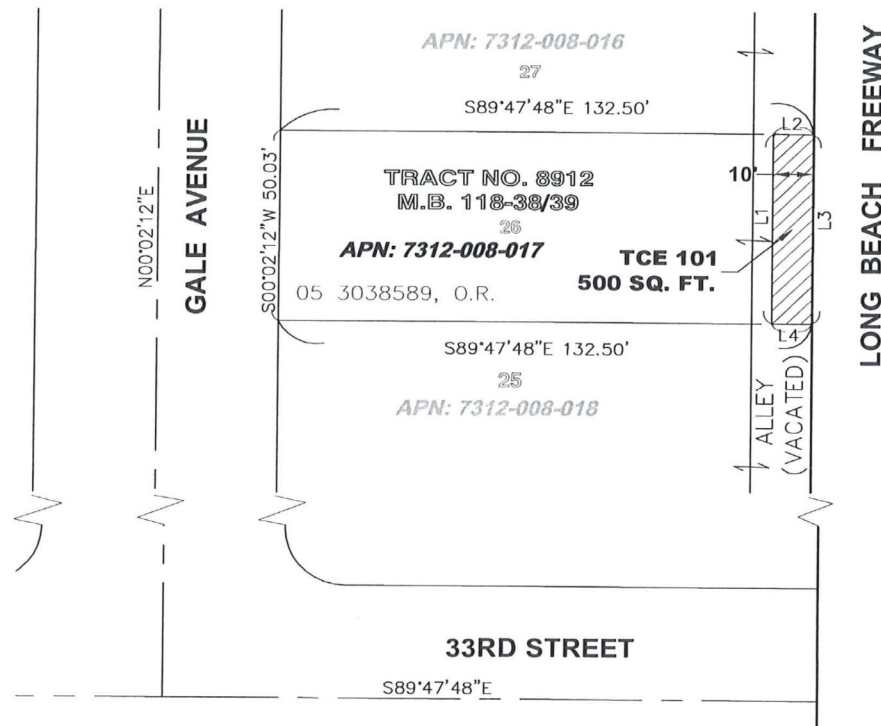 APN: 7312-008-016
27
S89°47'48"E 132.50'
L2
LONG BEACH FREEWAY
GALE AVENUE
N00°02'12"E
S00°02'12"W 50.03'
TRACT NO. 8912
M.B. 118-38/39
26
APN: 7312-008-017
05 3038589, O.R.
10'
L1
L3
TCE 101
500 SQ. FT.
L4
S89°47'48"E 132.50'
25
APN: 7312-008-018
ALLEY
(VACATED)
33RD STREET
S89°47'48"E